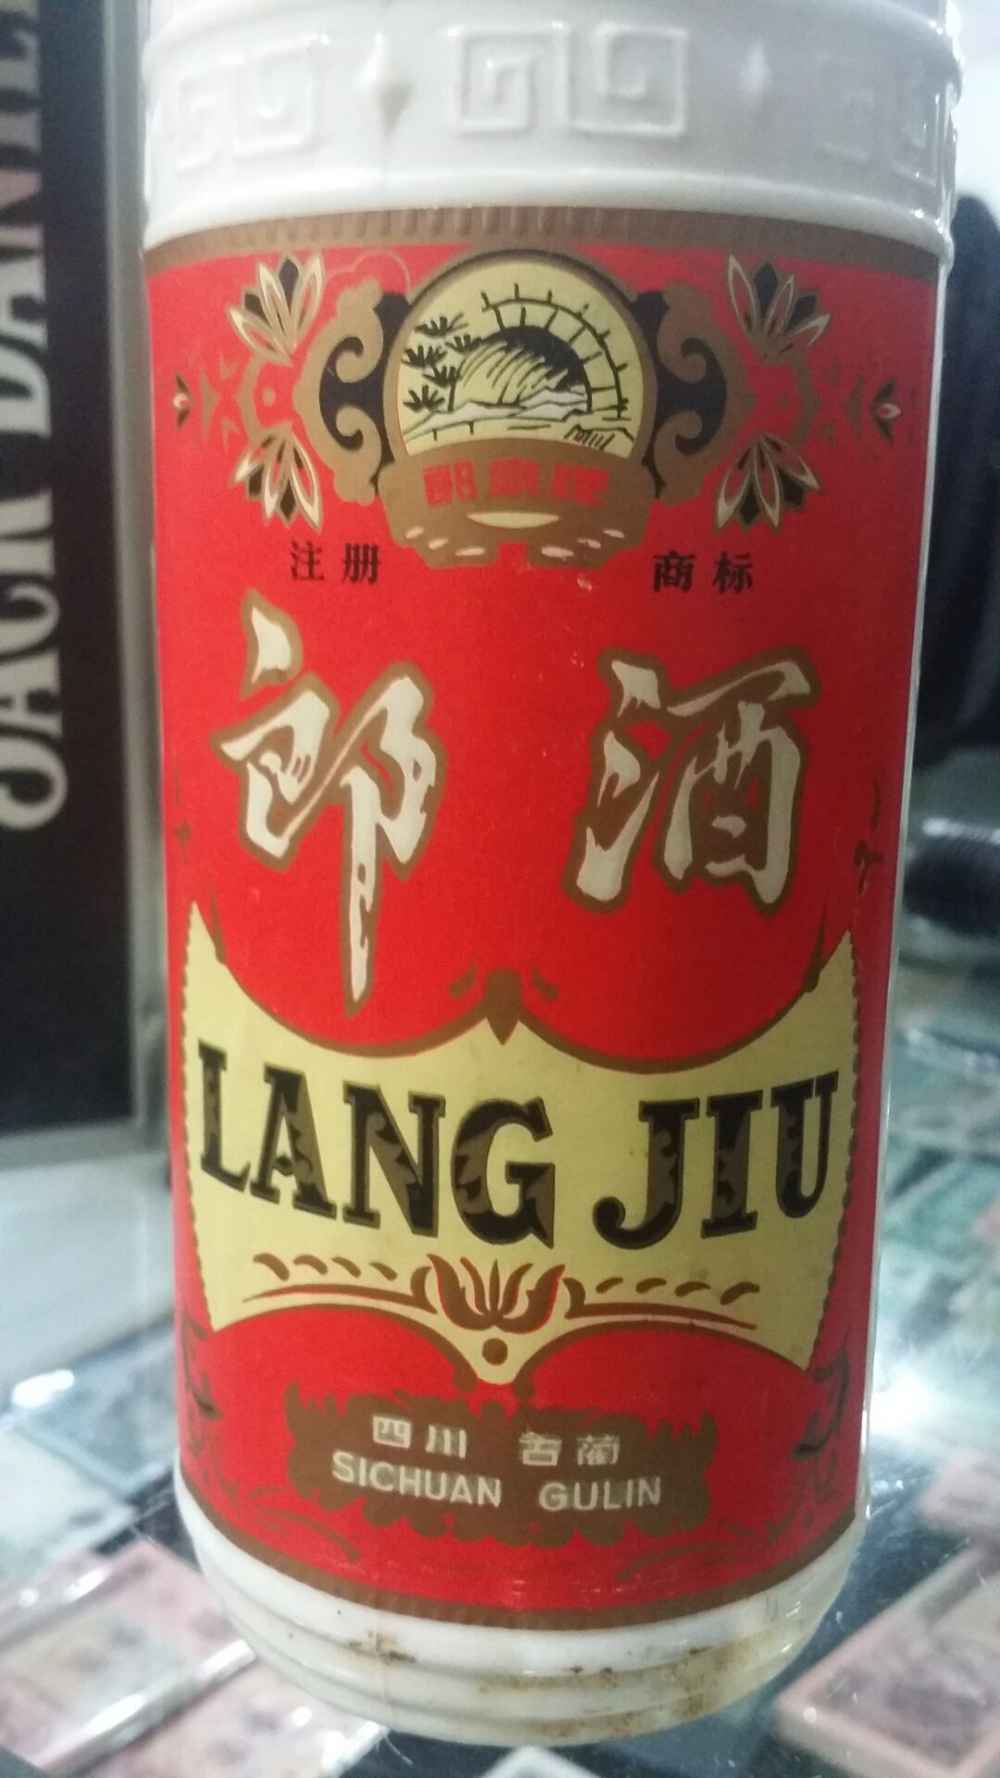 JACK DANIEL
郎泉牌
注册 商标
郎酒
LANG JIU
四川 古蔺
SICHUAN GULIN